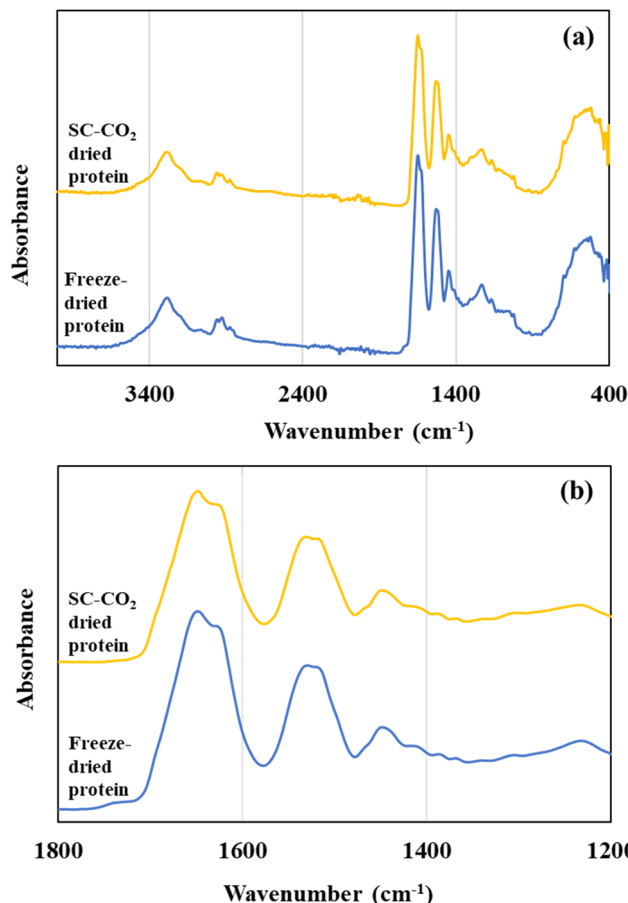 (a)
SC-CO₂
dried
protein
Absorbance
Freeze-
dried
protein
3400 2400 1400 400
Wavenumber (cm⁻¹)
(b)
SC-CO₂
dried
protein
Absorbance
Freeze-
dried
protein
1800 1600 1400 1200
Wavenumber (cm⁻¹)